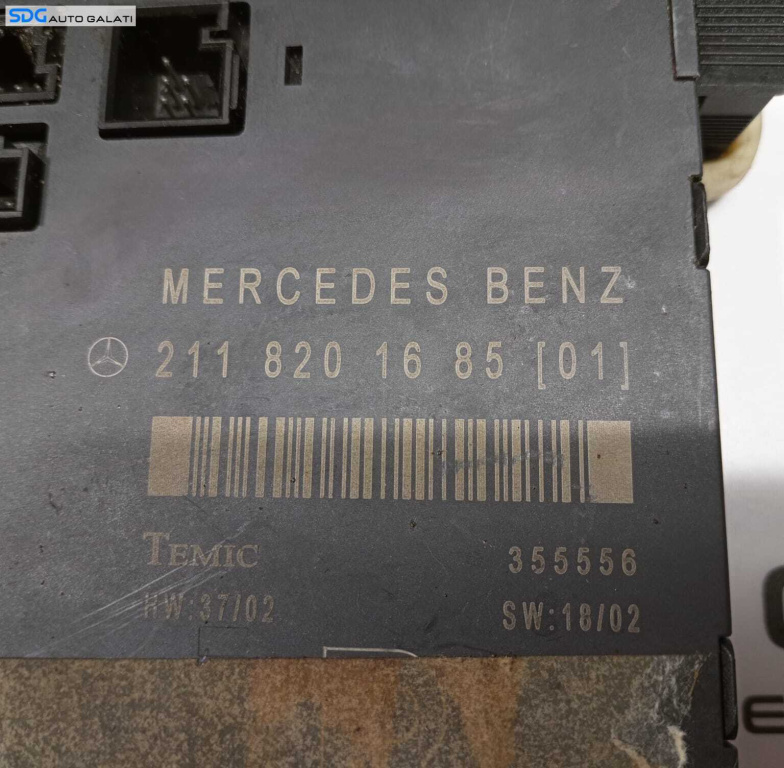 SDG AUTO GALATI
MERCEDES BENZ
211 820 16 85 [01]
TEMIC
355556
HW:37/02
SW:18/02